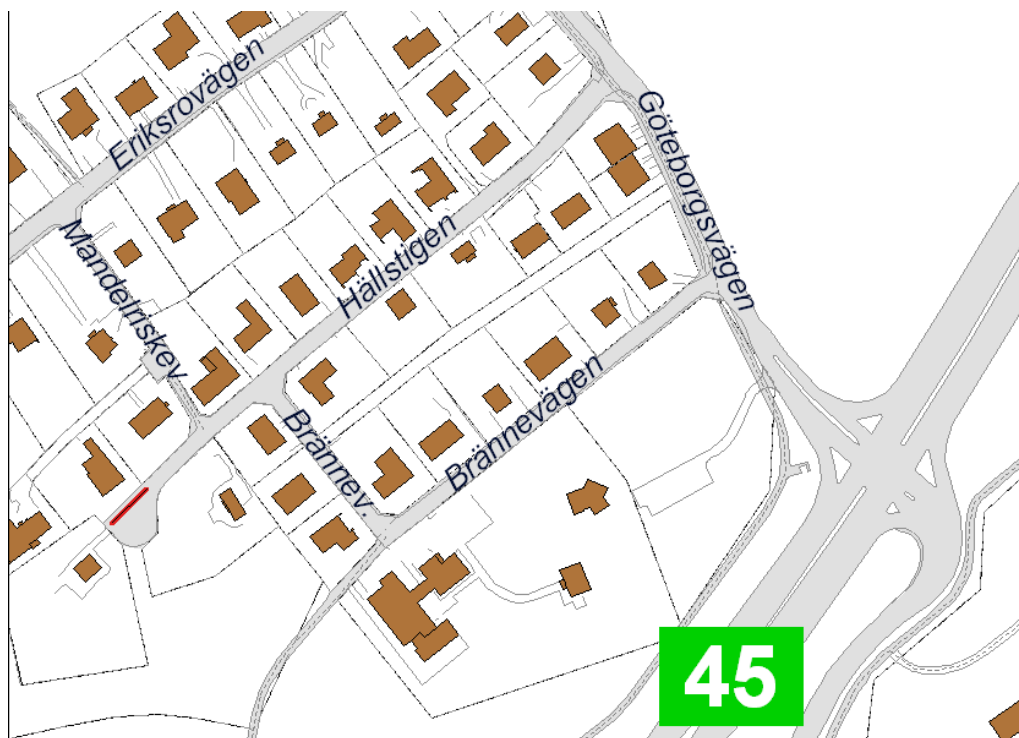 Eriksrovägen
Göteborgsvägen
Mandelriskev.
Hällstigen
Brännevägen
Brännev.
45